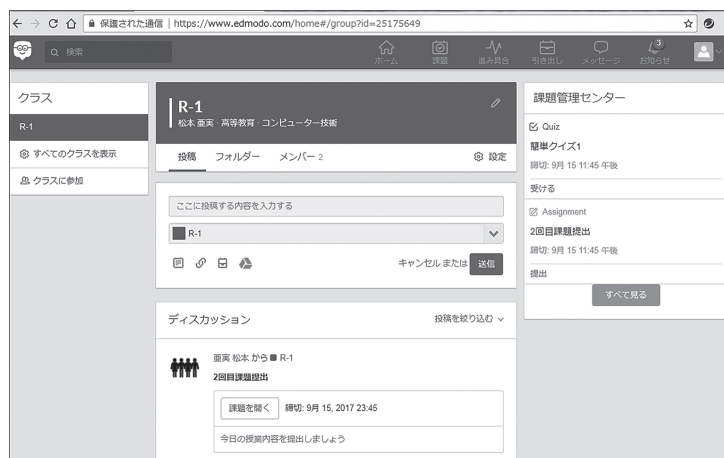 保護された通信 | https://www.edmodo.com/home#/group?id=25175649
検索
ホーム 課題 進み具合 引き出し メッセージ お知らせ 3
クラス
R-1
すべてのクラスを表示
クラスに参加
R-1
松本 亜実 · 高等教育 · コンピューター技術
投稿 フォルダー メンバー 2 設定
ここに投稿する内容を入力する
R-1
キャンセル または 送信
ディスカッション 投稿を絞り込む
亜実 松本 から R-1
2回目課題提出
課題を開く 締切: 9月 15, 2017 23:45
今日の授業内容を提出しましょう
課題管理センター
Quiz
簡単クイズ1
締切: 9月 15 11:45 午後
受ける
Assignment
2回目課題提出
締切: 9月 15 11:45 午後
提出
すべて見る